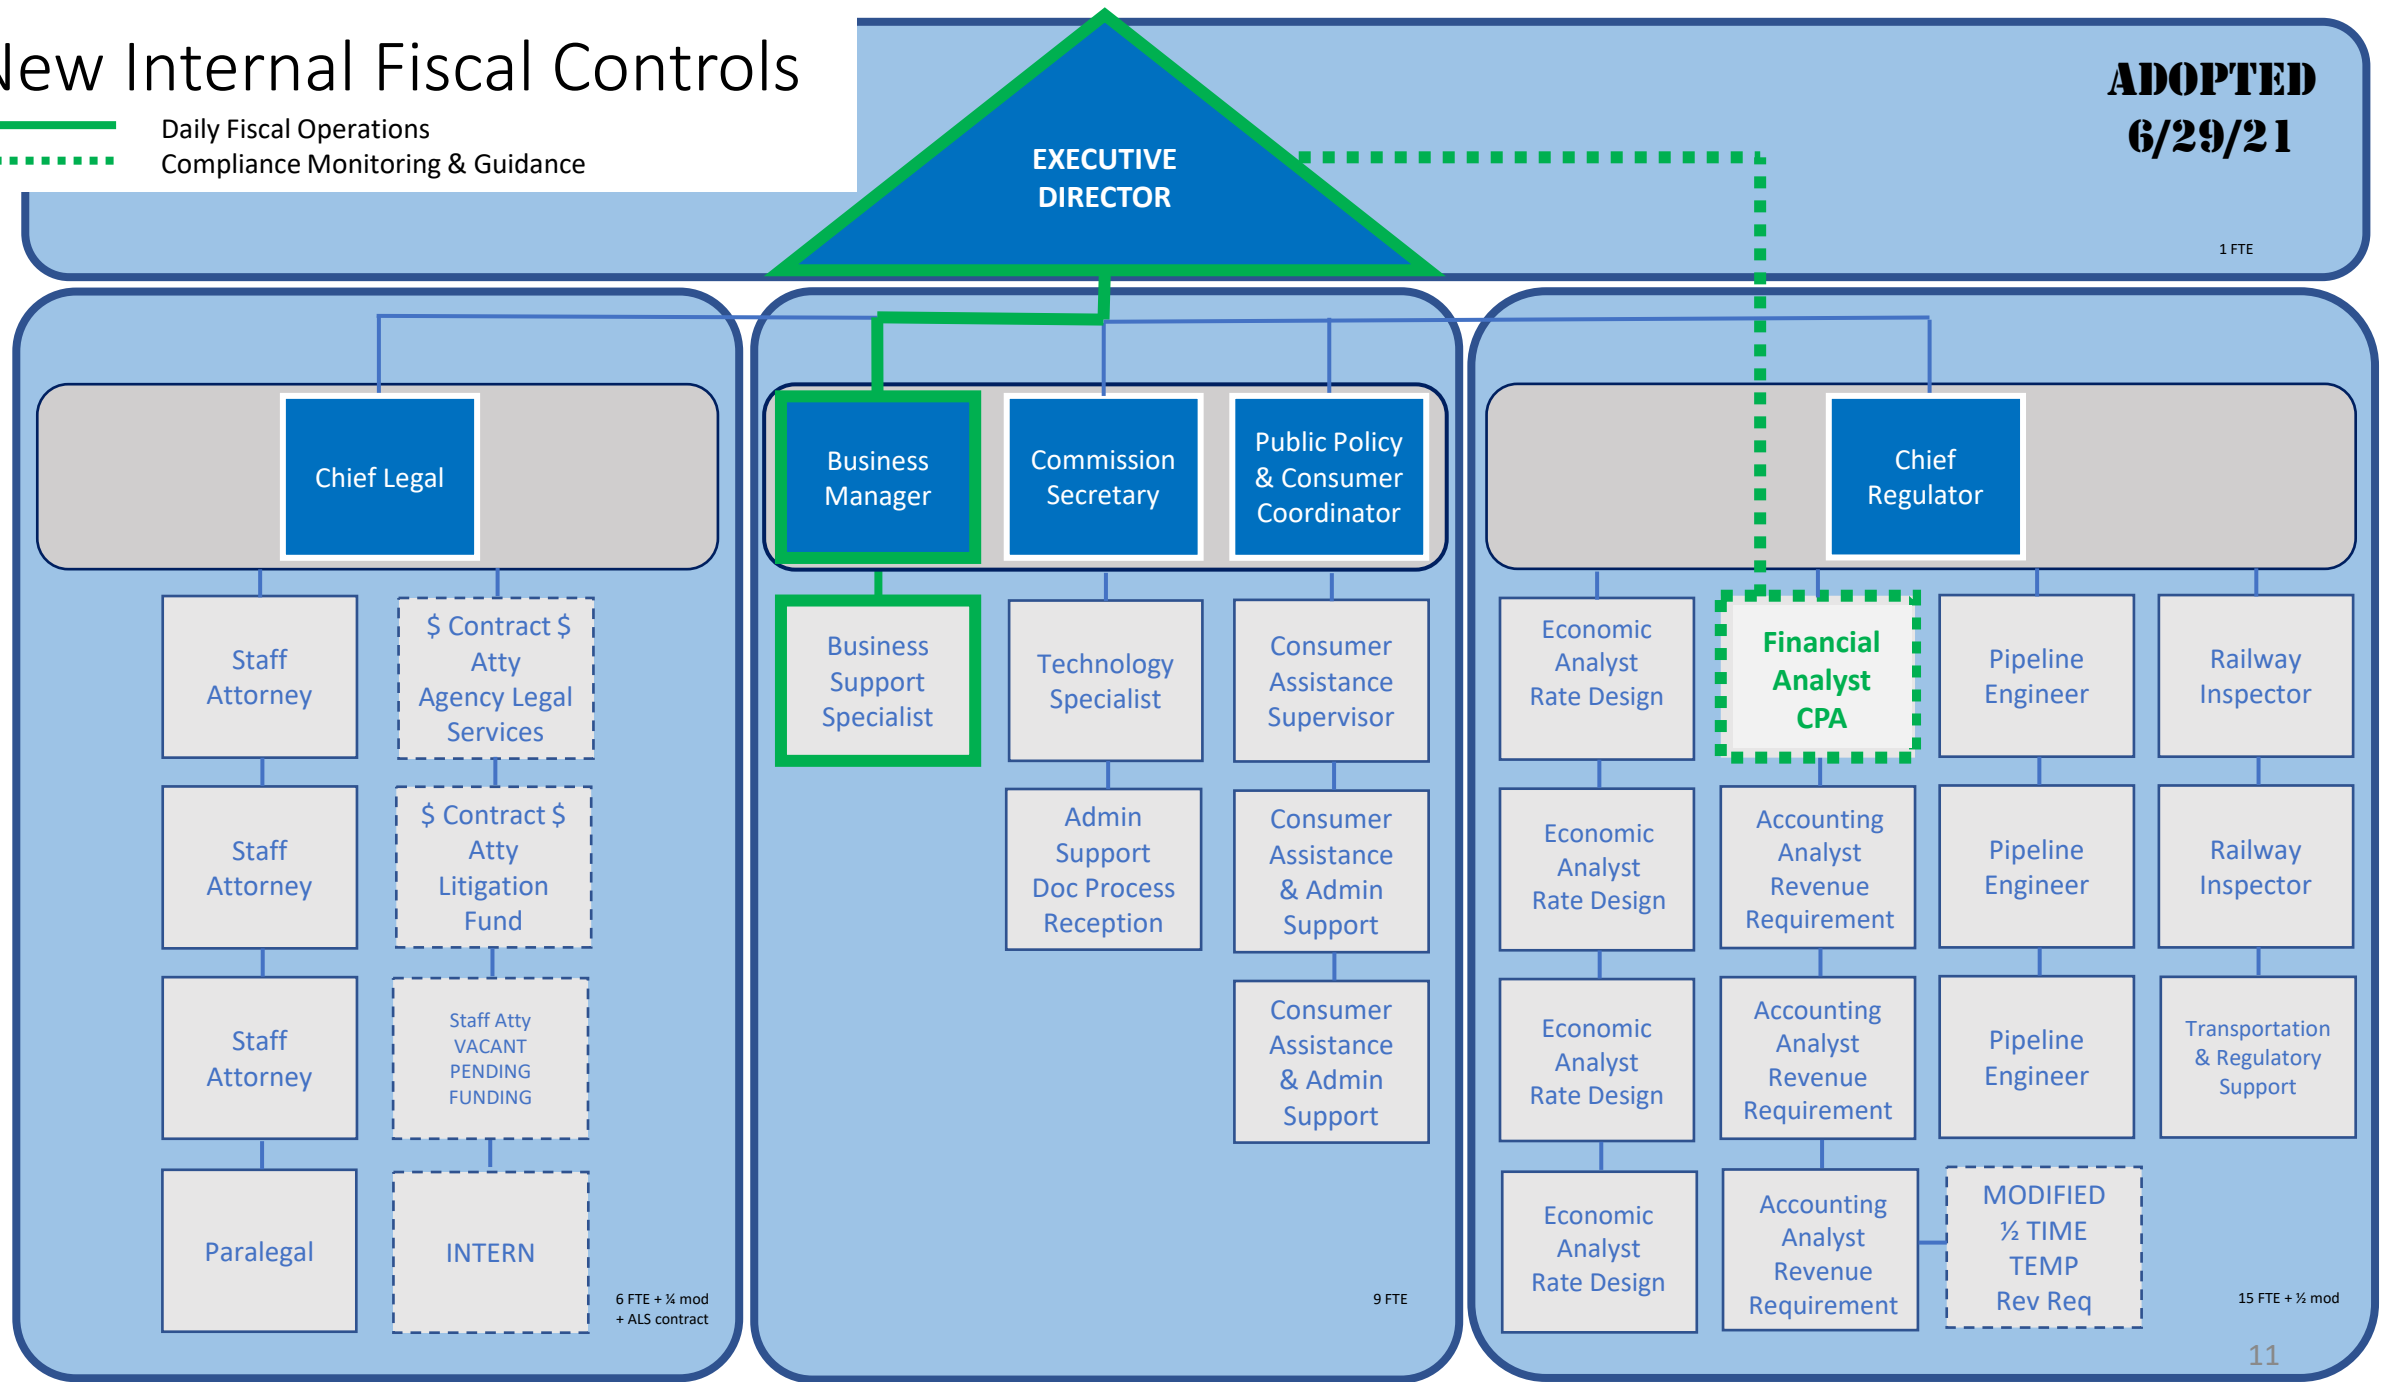 New Internal Fiscal Controls
Daily Fiscal Operations
Compliance Monitoring & Guidance
ADOPTED
6/29/21
EXECUTIVE
DIRECTOR
1 FTE
Chief Legal
Business
Manager
Commission
Secretary
Public Policy
& Consumer
Coordinator
Chief
Regulator
Staff
Attorney
$ Contract $
Atty
Agency Legal
Services
Staff
Attorney
$ Contract $
Atty
Litigation
Fund
Staff
Attorney
Staff Atty
VACANT
PENDING
FUNDING
Paralegal
INTERN
6 FTE + ¼ mod
+ ALS contract
Business
Support
Specialist
Technology
Specialist
Consumer
Assistance
Supervisor
Admin
Support
Doc Process
Reception
Consumer
Assistance
& Admin
Support
Consumer
Assistance
& Admin
Support
9 FTE
Economic
Analyst
Rate Design
Financial
Analyst
CPA
Pipeline
Engineer
Railway
Inspector
Economic
Analyst
Rate Design
Accounting
Analyst
Revenue
Requirement
Pipeline
Engineer
Railway
Inspector
Economic
Analyst
Rate Design
Accounting
Analyst
Revenue
Requirement
Pipeline
Engineer
Transportation
& Regulatory
Support
Economic
Analyst
Rate Design
Accounting
Analyst
Revenue
Requirement
MODIFIED
½ TIME
TEMP
Rev Req
15 FTE + ½ mod
11